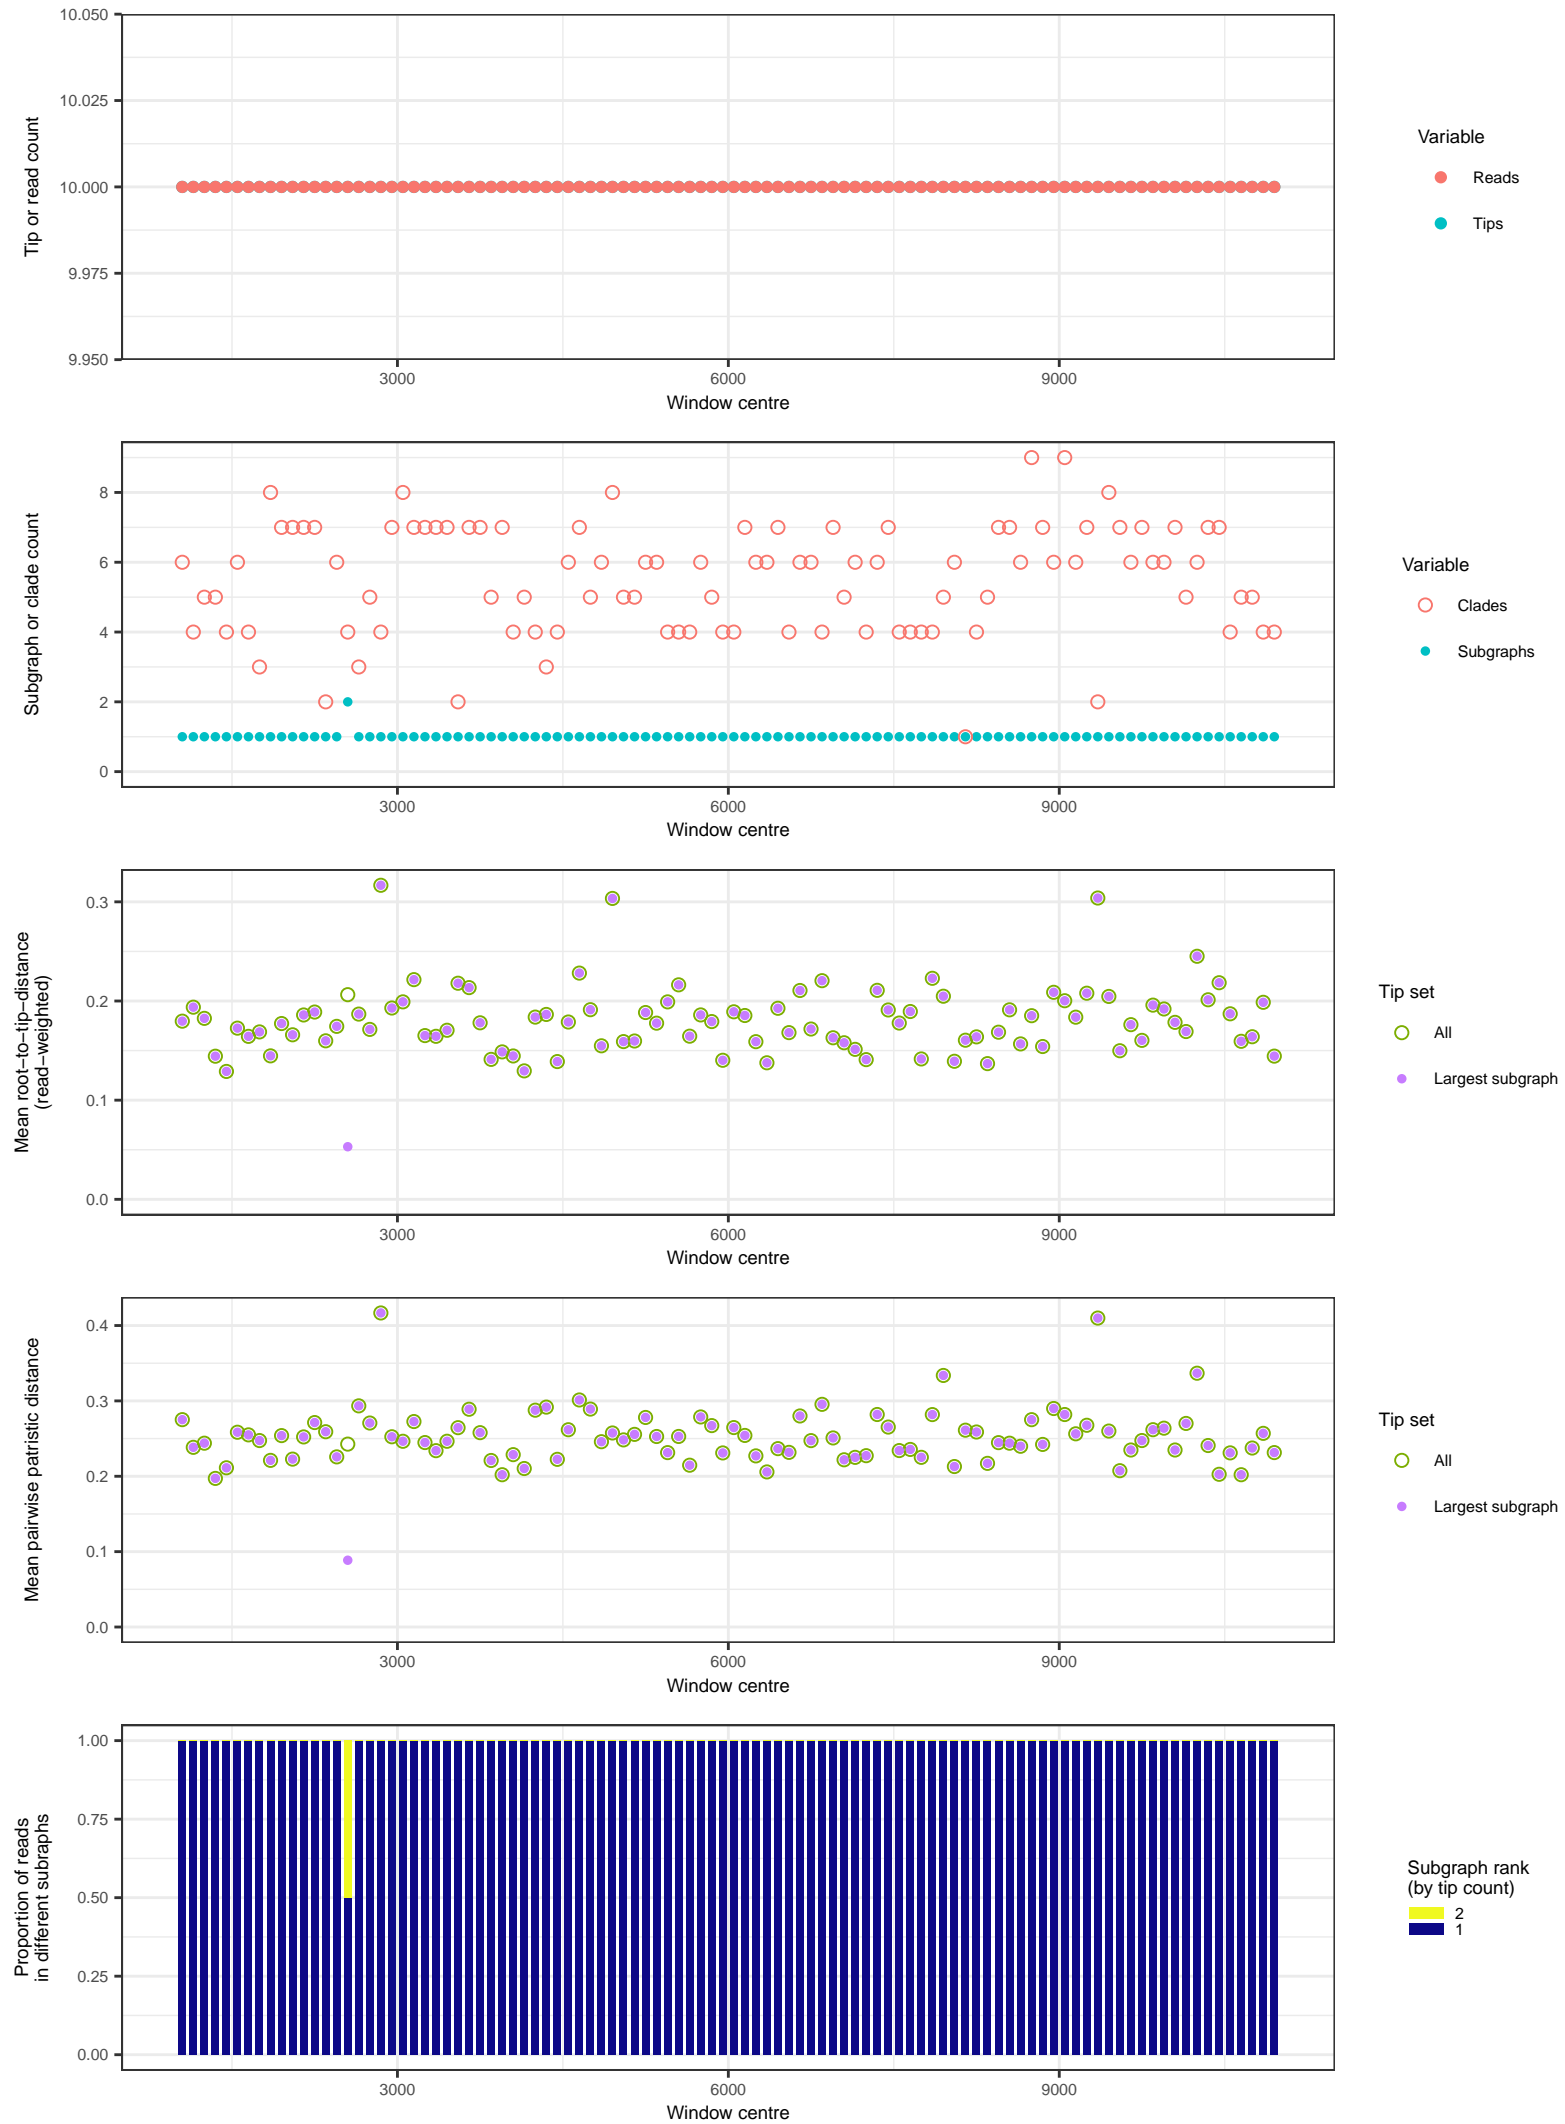 10.050
10.025
10.000
9.975
9.950
Tip or read count
3000
6000
9000
Window centre
Variable
Reads
Tips
8
6
4
2
0
Subgraph or clade count
3000
6000
9000
Window centre
Variable
Clades
Subgraphs
0.3
0.2
0.1
0.0
Mean root−to−tip−distance
(read−weighted)
3000
6000
9000
Window centre
Tip set
All
Largest subgraph
0.4
0.3
0.2
0.1
0.0
Mean pairwise patristic distance
3000
6000
9000
Window centre
Tip set
All
Largest subgraph
1.00
0.75
0.50
0.25
0.00
Proportion of reads
in different subraphs
3000
6000
9000
Window centre
Subgraph rank
(by tip count)
2
1